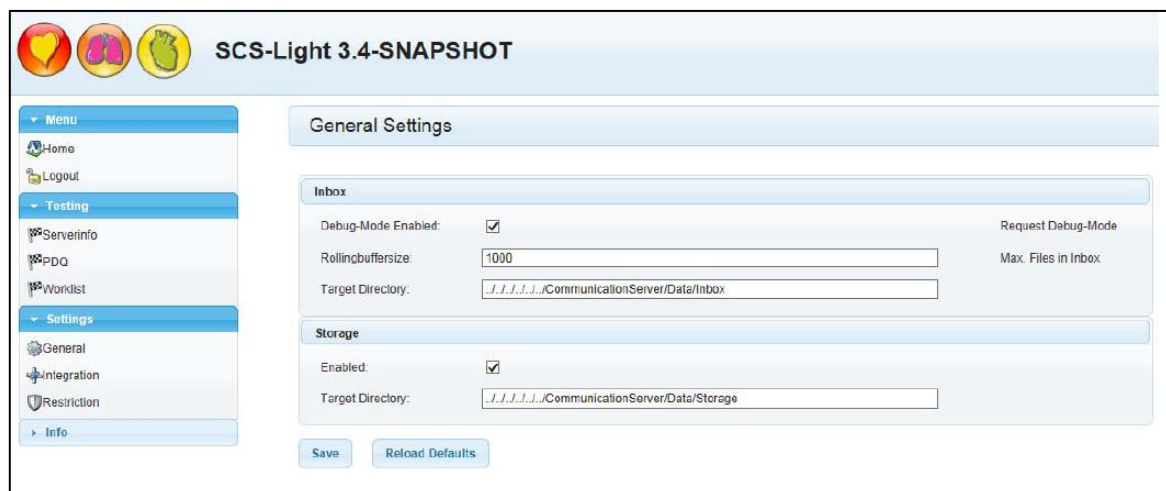 SCS-Light 3.4-SNAPSHOT
Menu
Home
Logout
Testing
Serverinfo
PDQ
Worklist
Settings
General
Integration
Restriction
Info
General Settings
Inbox
Debug-Mode Enabled: Request Debug-Mode
Rollingbuffersize: 1000 Max. Files in Inbox
Target Directory: ../../../../../../CommunicationServer/Data/Inbox
Storage
Enabled:
Target Directory: ../../../../../../CommunicationServer/Data/Storage
Save Reload Defaults